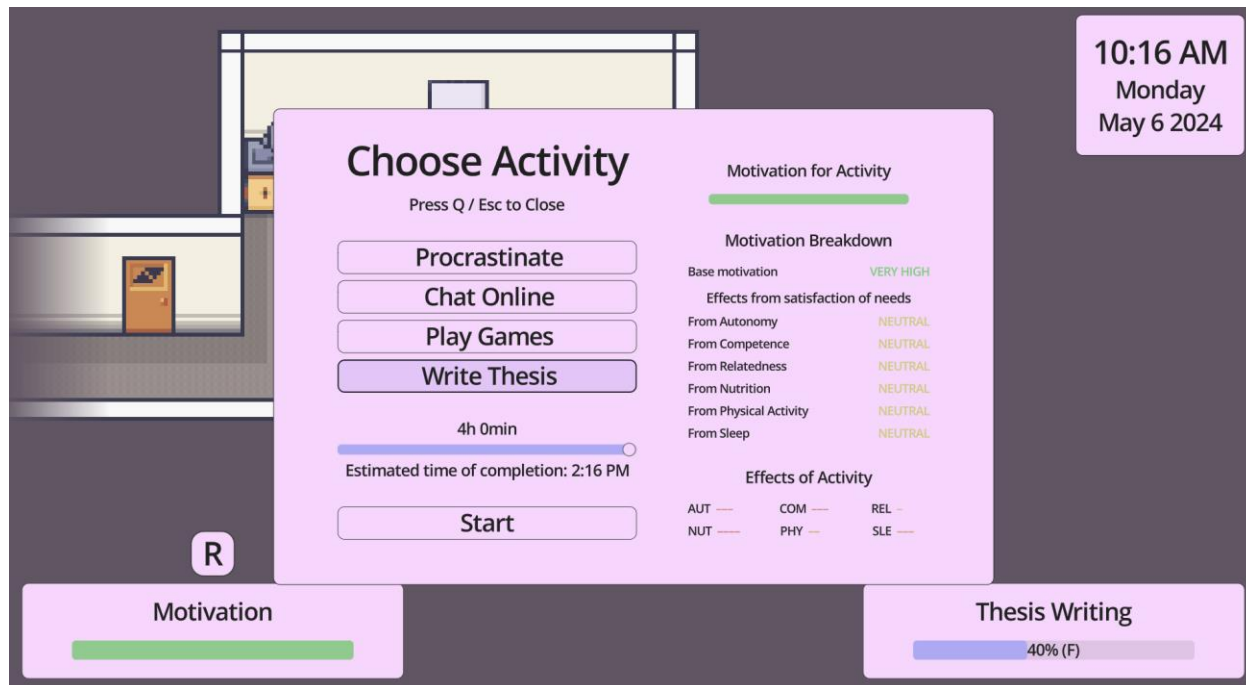 10:16 AM
Monday
May 6 2024
Choose Activity
Press Q / Esc to Close
Procrastinate
Chat Online
Play Games
Write Thesis
4h 0min
Estimated time of completion: 2:16 PM
Start
Motivation for Activity
Motivation Breakdown
Base motivation VERY HIGH
Effects from satisfaction of needs
From Autonomy NEUTRAL
From Competence NEUTRAL
From Relatedness NEUTRAL
From Nutrition NEUTRAL
From Physical Activity NEUTRAL
From Sleep NEUTRAL
Effects of Activity
AUT --- COM --- REL -
NUT ---- PHY -- SLE ---
R
Motivation
Thesis Writing
40% (F)